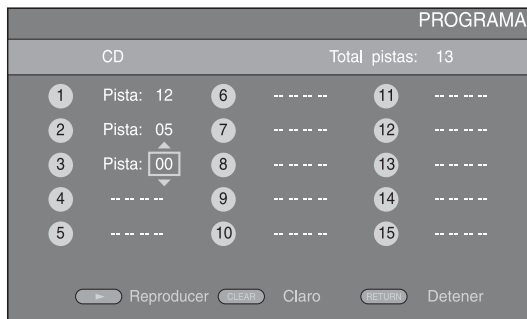 PROGRAMA
CD Total pistas: 13
1 Pista: 12 6 -- -- -- -- 11 -- -- -- --
2 Pista: 05 7 -- -- -- -- 12 -- -- -- --
3 Pista: 00 8 -- -- -- -- 13 -- -- -- --
4 -- -- -- -- 9 -- -- -- -- 14 -- -- -- --
5 -- -- -- -- 10 -- -- -- -- 15 -- -- -- --
Reproducer CLEAR Claro RETURN Detener